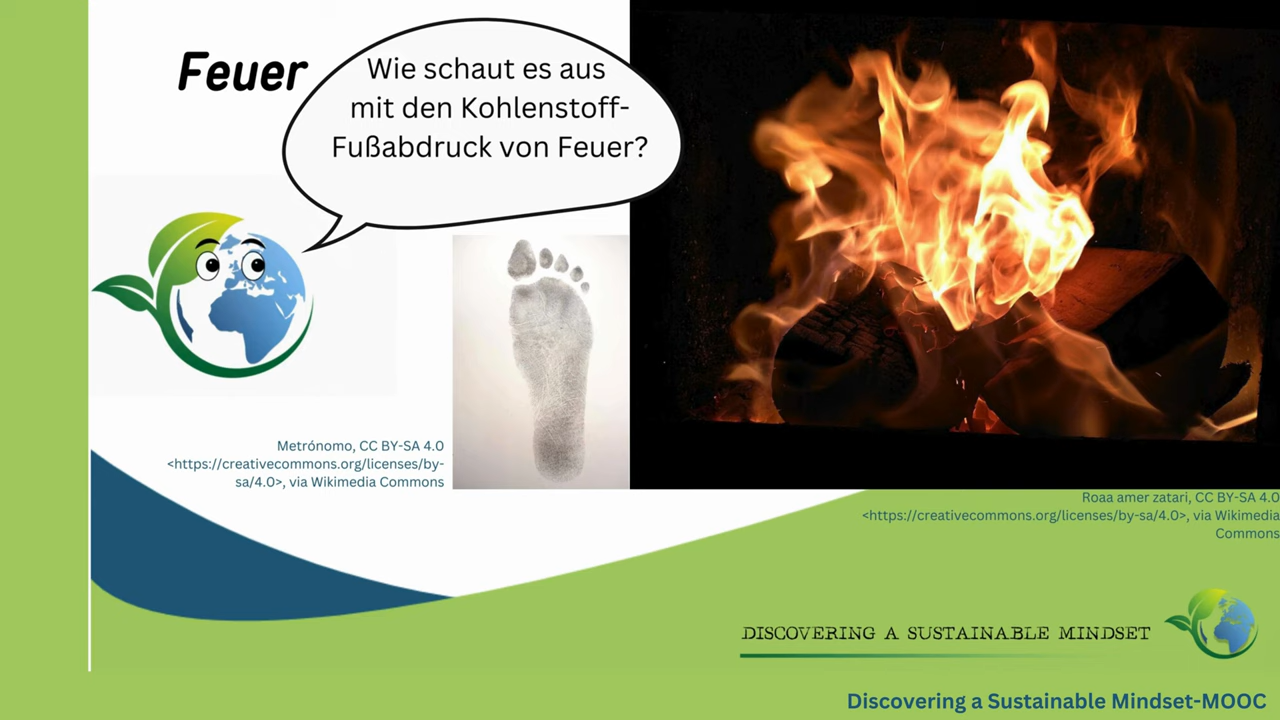 Feuer
Wie schaut es aus
mit den Kohlenstoff-
Fußabdruck von Feuer?
Metrónomo, CC BY-SA 4.0
<https://creativecommons.org/licenses/by-
sa/4.0>, via Wikimedia Commons
Roaa amer zatari, CC BY-SA 4.0
<https://creativecommons.org/licenses/by-sa/4.0>, via Wikimedia
Commons
DISCOVERING A SUSTAINABLE MINDSET
Discovering a Sustainable Mindset-MOOC